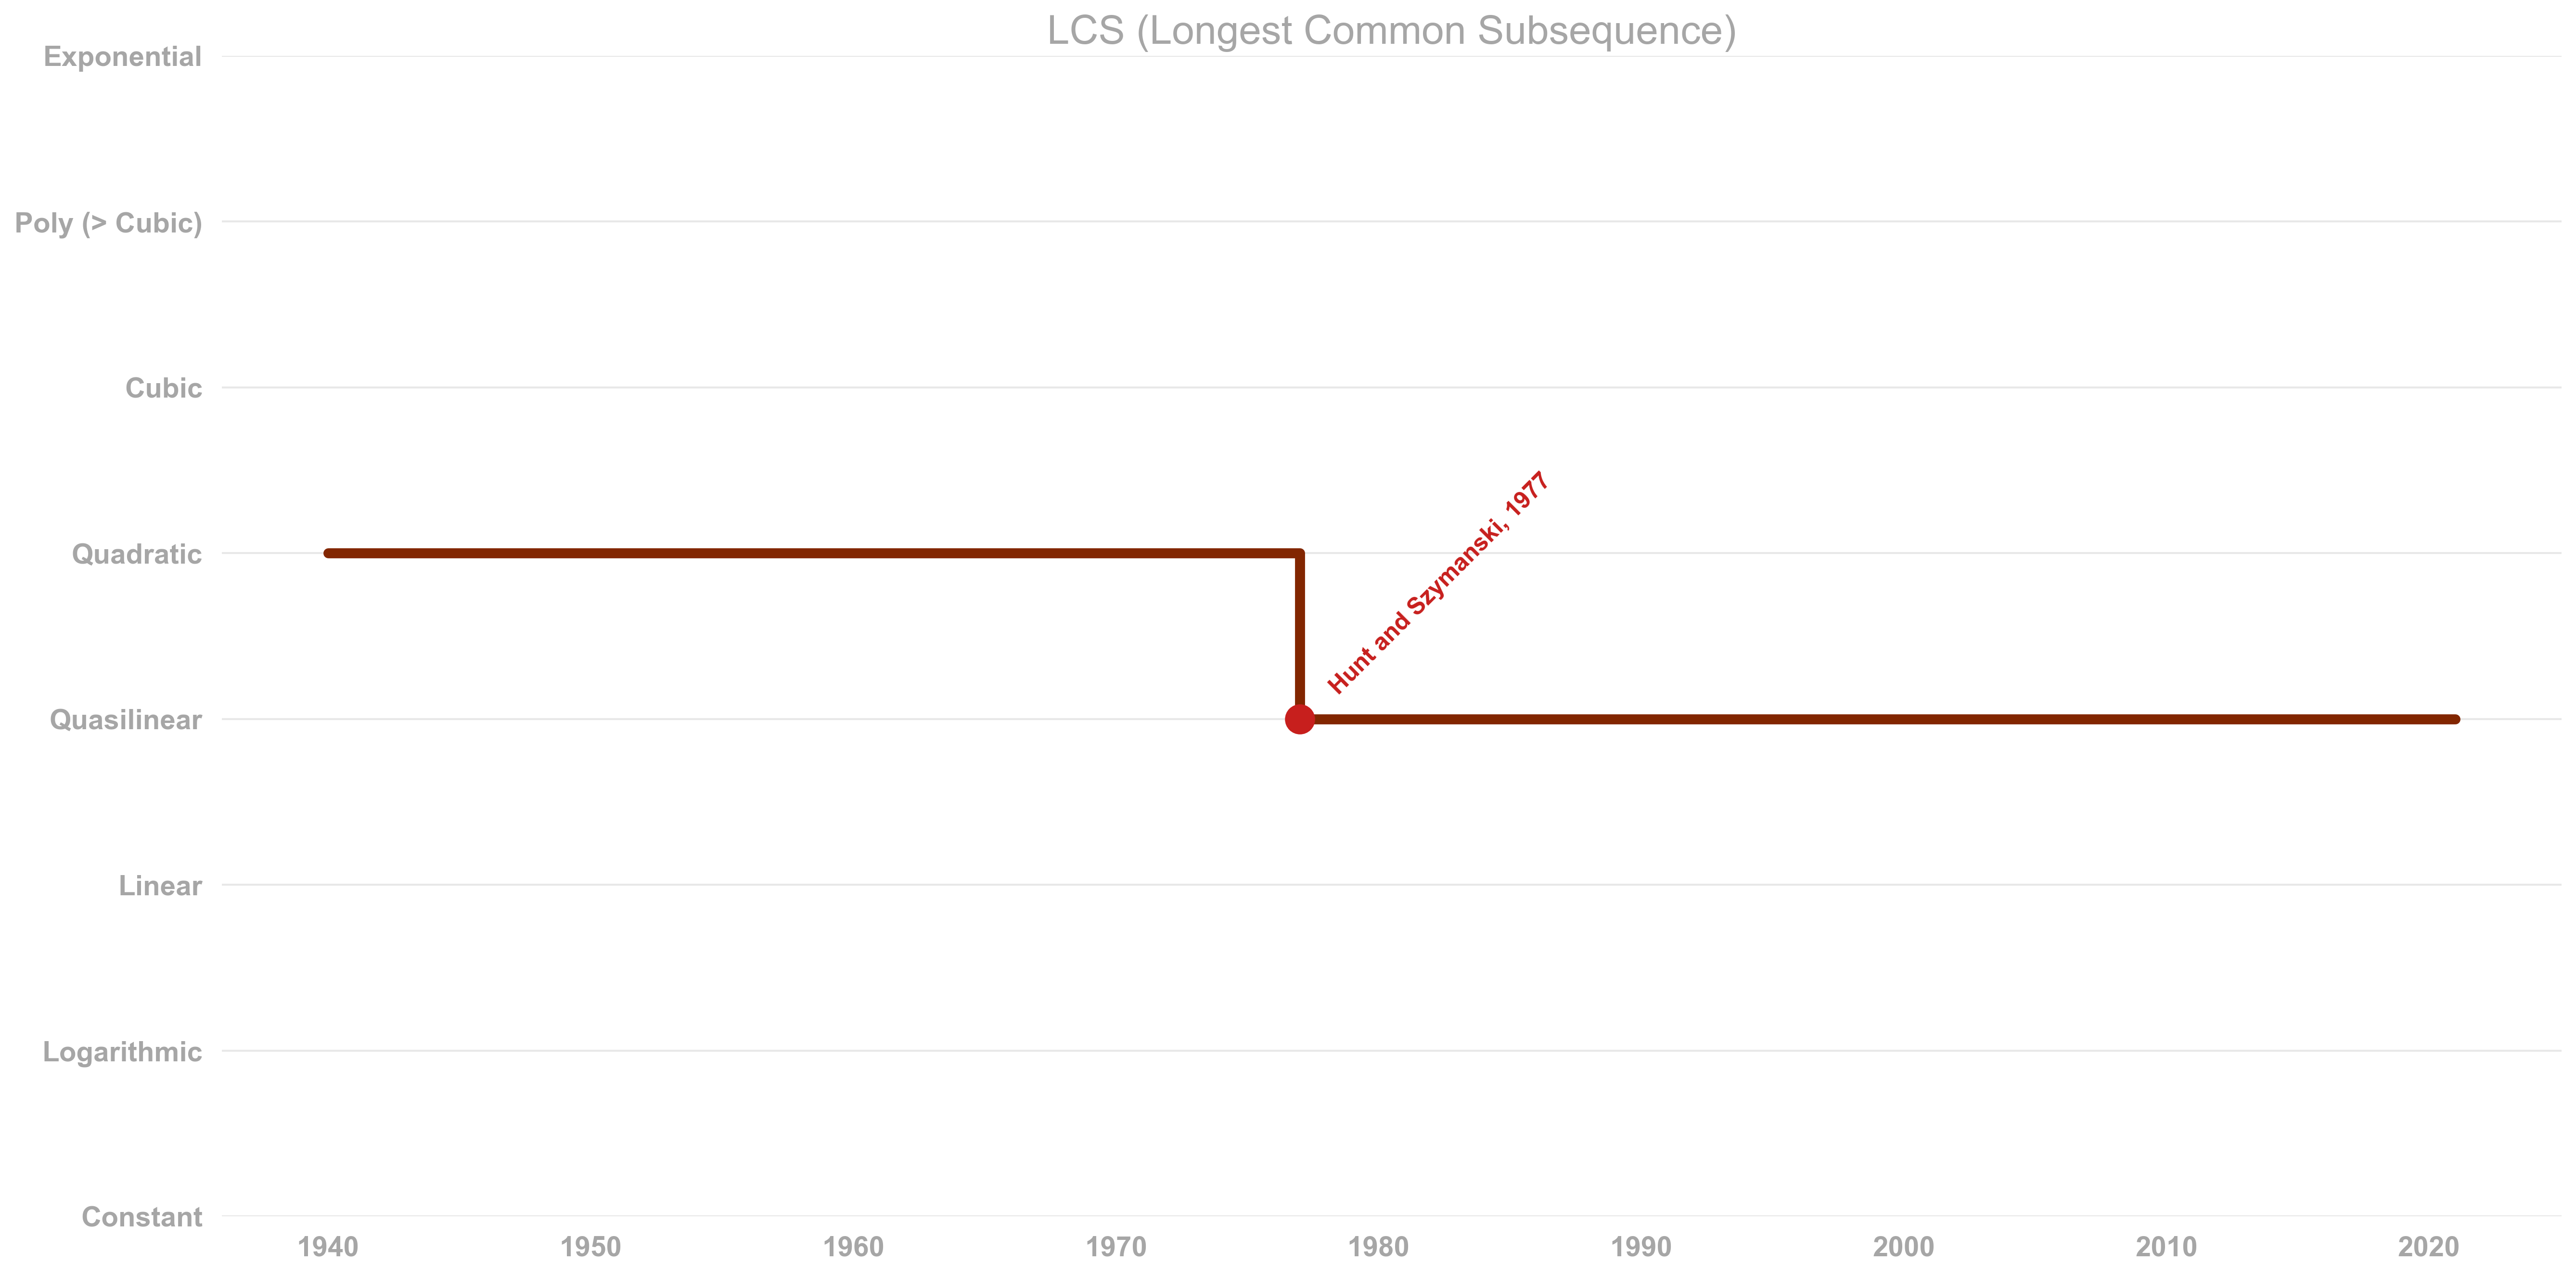 LCS (Longest Common Subsequence)
Exponential
Poly (> Cubic)
Cubic
Quadratic
Quasilinear
Linear
Logarithmic
Constant
Hunt and Szymanski, 1977
1940 1950 1960 1970 1980 1990 2000 2010 2020